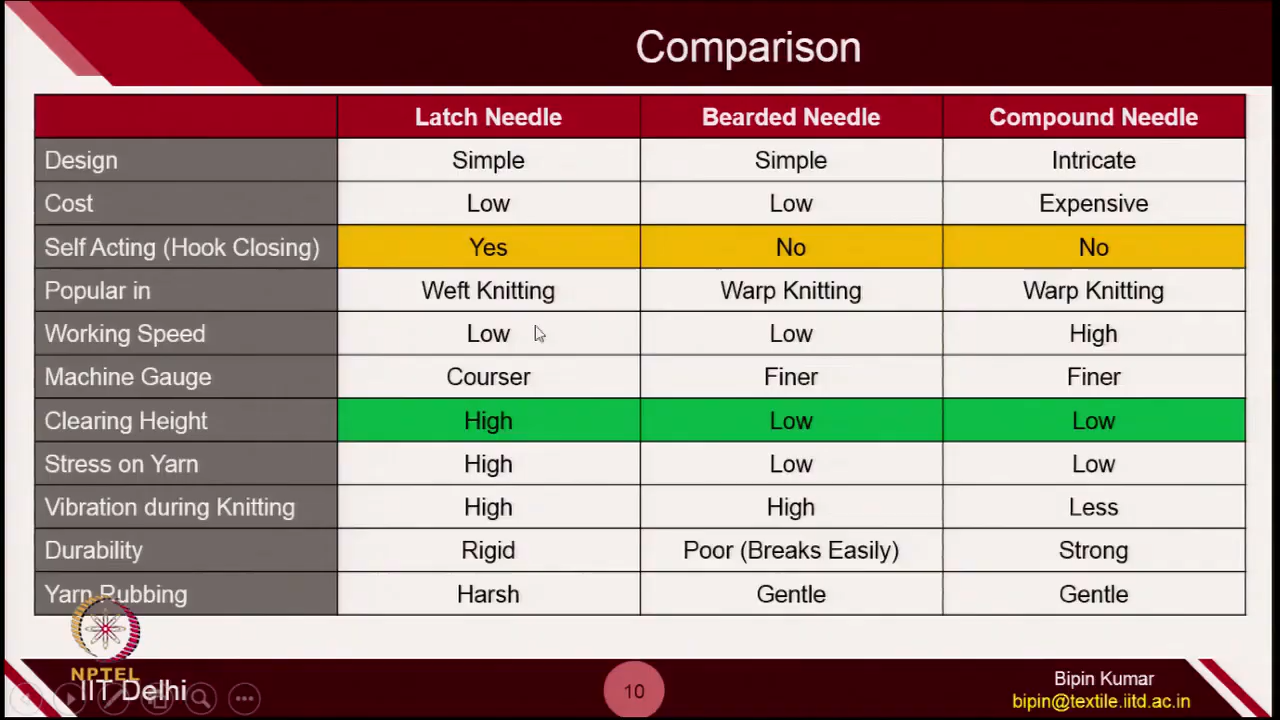 Comparison
Latch Needle Bearded Needle Compound Needle
Design Simple Simple Intricate
Cost Low Low Expensive
Self Acting (Hook Closing) Yes No No
Popular in Weft Knitting Warp Knitting Warp Knitting
Working Speed Low Low High
Machine Gauge Courser Finer Finer
Clearing Height High Low Low
Stress on Yarn High Low Low
Vibration during Knitting High High Less
Durability Rigid Poor (Breaks Easily) Strong
Yarn Rubbing Harsh Gentle Gentle
NPTEL
IIT Delhi
10
Bipin Kumar
bipin@textile.iitd.ac.in